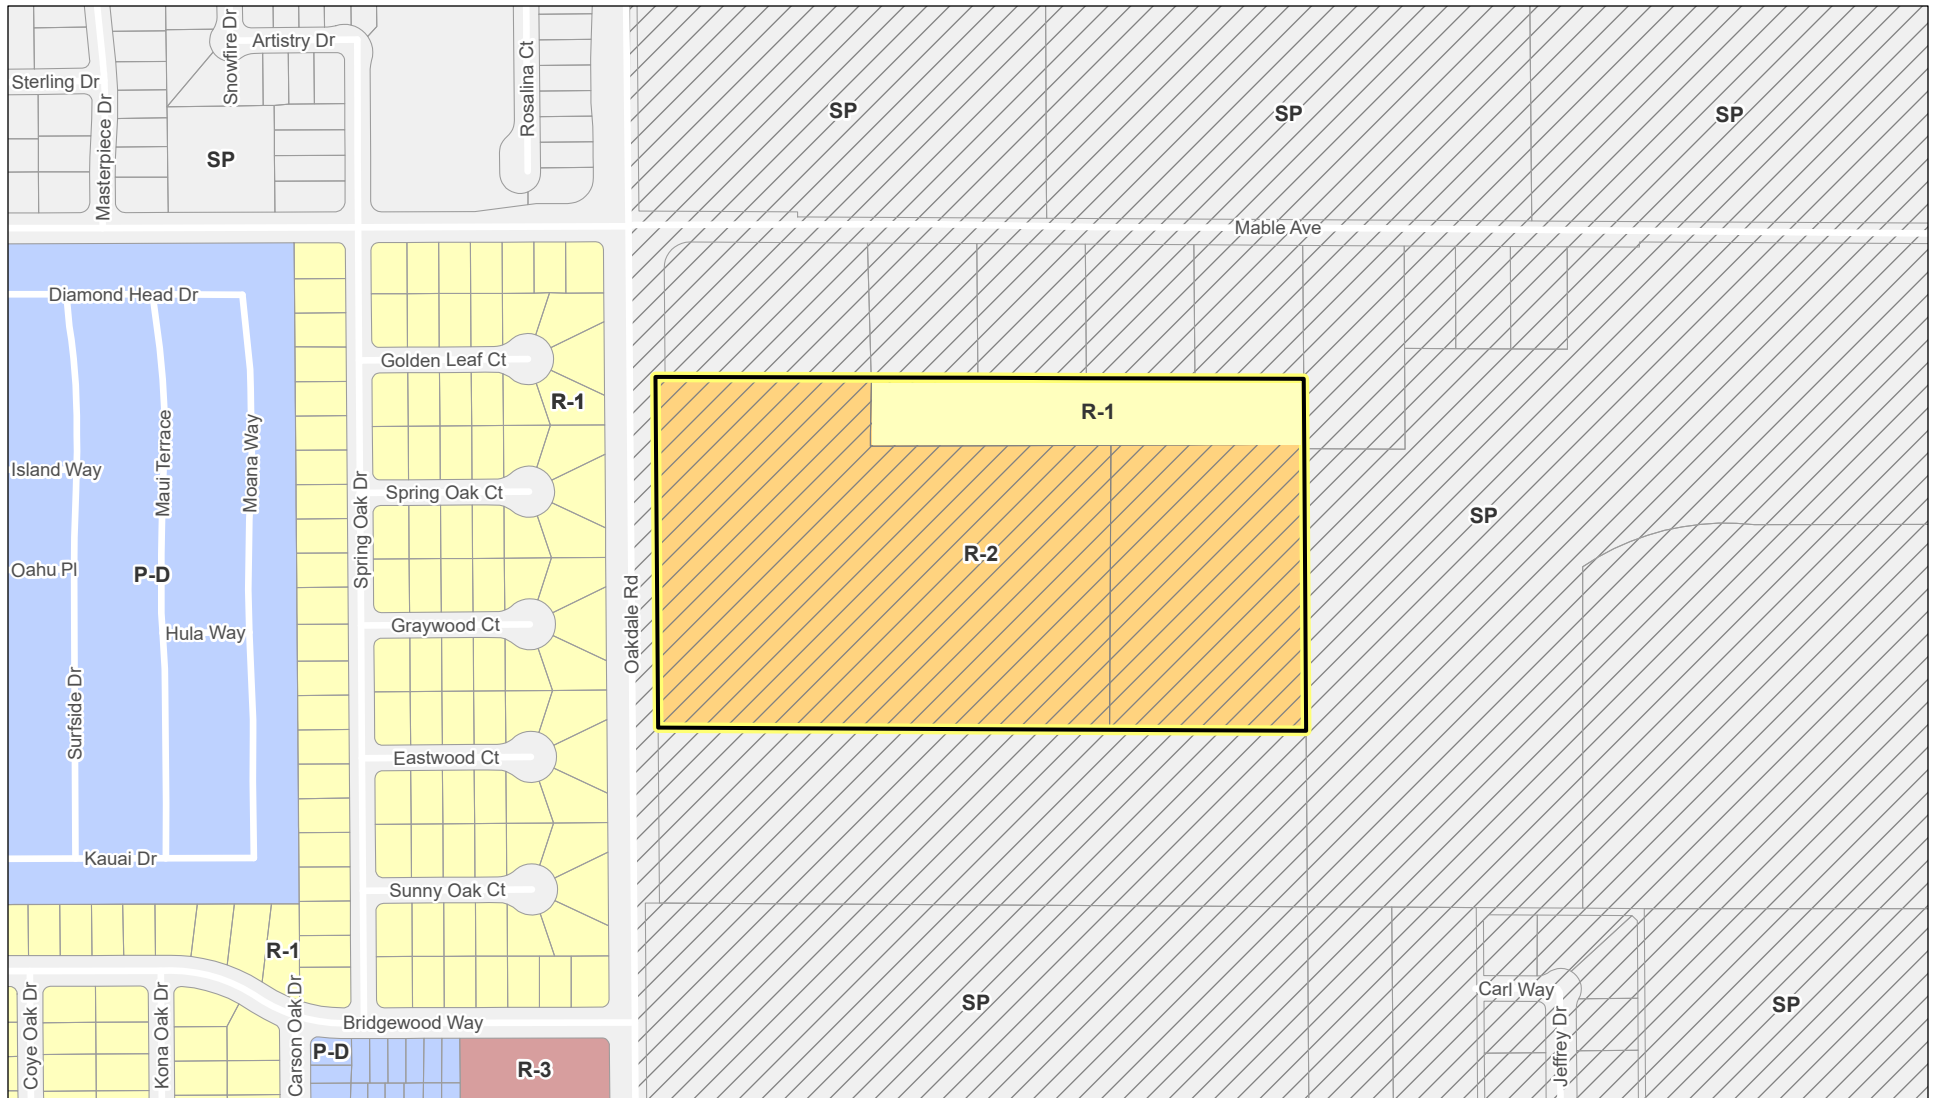 Snowfire Dr
Artistry Dr
Rosalina Ct
Sterling Dr
Masterpiece Dr
SP
SP
SP
SP
Mable Ave
Diamond Head Dr
Golden Leaf Ct
R-1
R-1
Island Way
Maui Terrace
Moana Way
Spring Oak Dr
Spring Oak Ct
SP
R-2
Oahu Pl
P-D
Oakdale Rd
Graywood Ct
Hula Way
Surfside Dr
Eastwood Ct
Kauai Dr
Sunny Oak Ct
R-1
Carl Way
SP
SP
Coye Oak Dr
Kona Oak Dr
Carson Oak Dr
Bridgewood Way
Jeffrey Dr
P-D
R-3